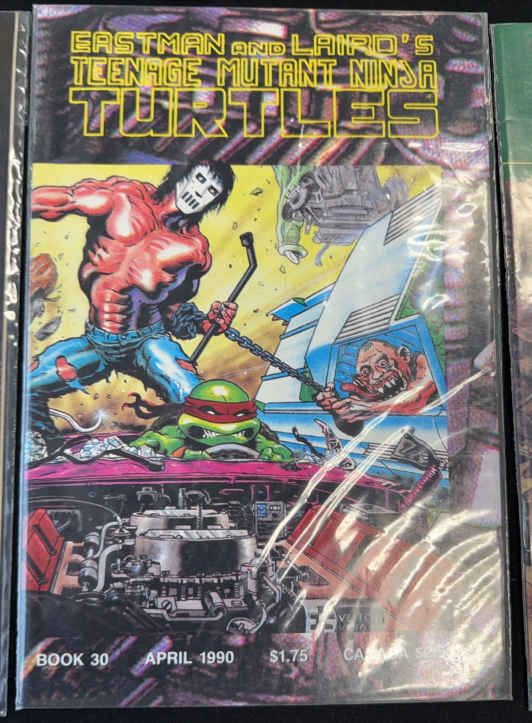 EASTMAN AND LAIRD'S
TEENAGE MUTANT NINJA
TURTLES
BOOK 30 APRIL 1990 $1.75